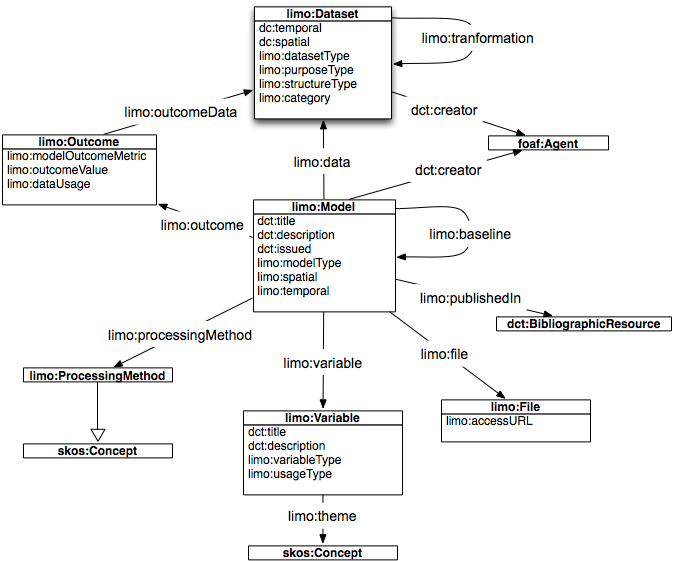 limo:Dataset
dc:temporal
dc:spatial
limo:datasetType
limo:purposeType
limo:structureType
limo:category
limo:tranformation
limo:outcomeData
dct:creator
limo:Outcome
limo:modelOutcomeMetric
limo:outcomeValue
limo:dataUsage
foaf:Agent
limo:data
dct:creator
limo:outcome
limo:Model
dct:title
dct:description
dct:issued
limo:modelType
limo:spatial
limo:temporal
limo:baseline
limo:publishedIn
dct:BibliographicResource
limo:processingMethod
limo:variable
limo:file
limo:ProcessingMethod
skos:Concept
limo:Variable
dct:title
dct:description
limo:variableType
limo:usageType
limo:File
limo:accessURL
limo:theme
skos:Concept